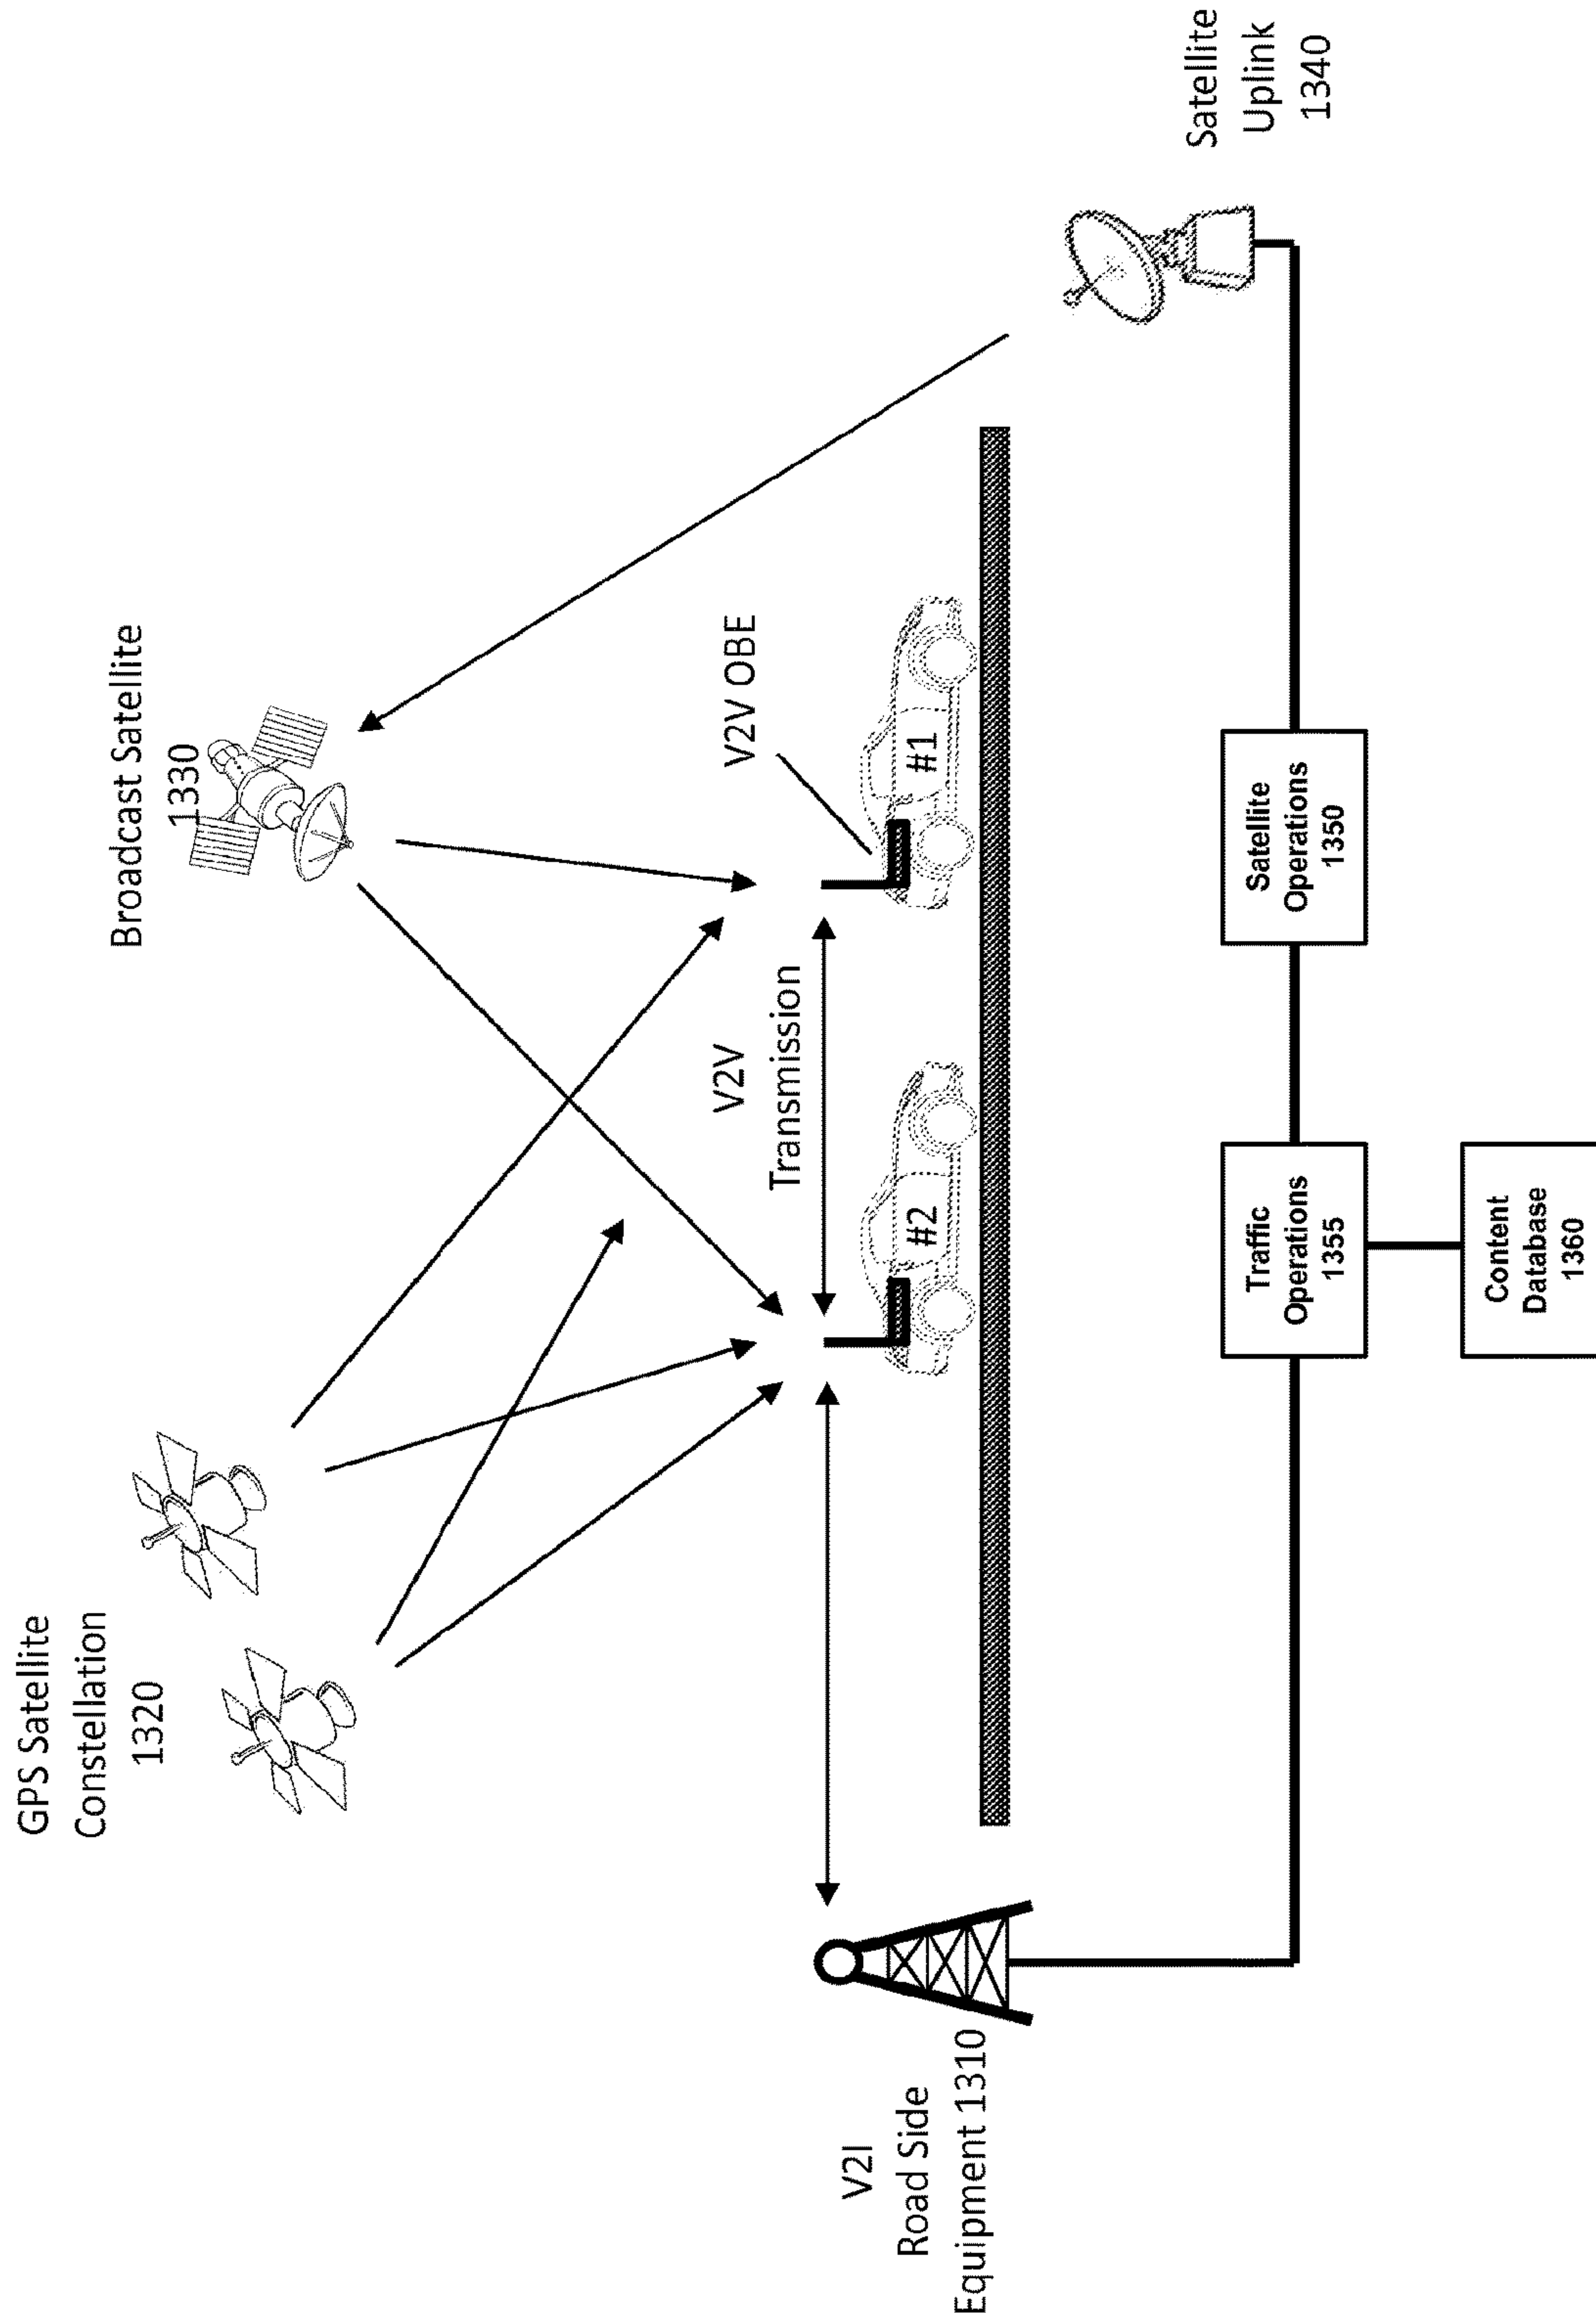 GPS Satellite
Constellation
1320
Broadcast Satellite
1330
V2V OBE
V2V
Transmission
#2
#1
V2I
Road Side
Equipment 1310
Satellite
Uplink
1340
Traffic
Operations
1355
Satellite
Operations
1350
Content
Database
1360